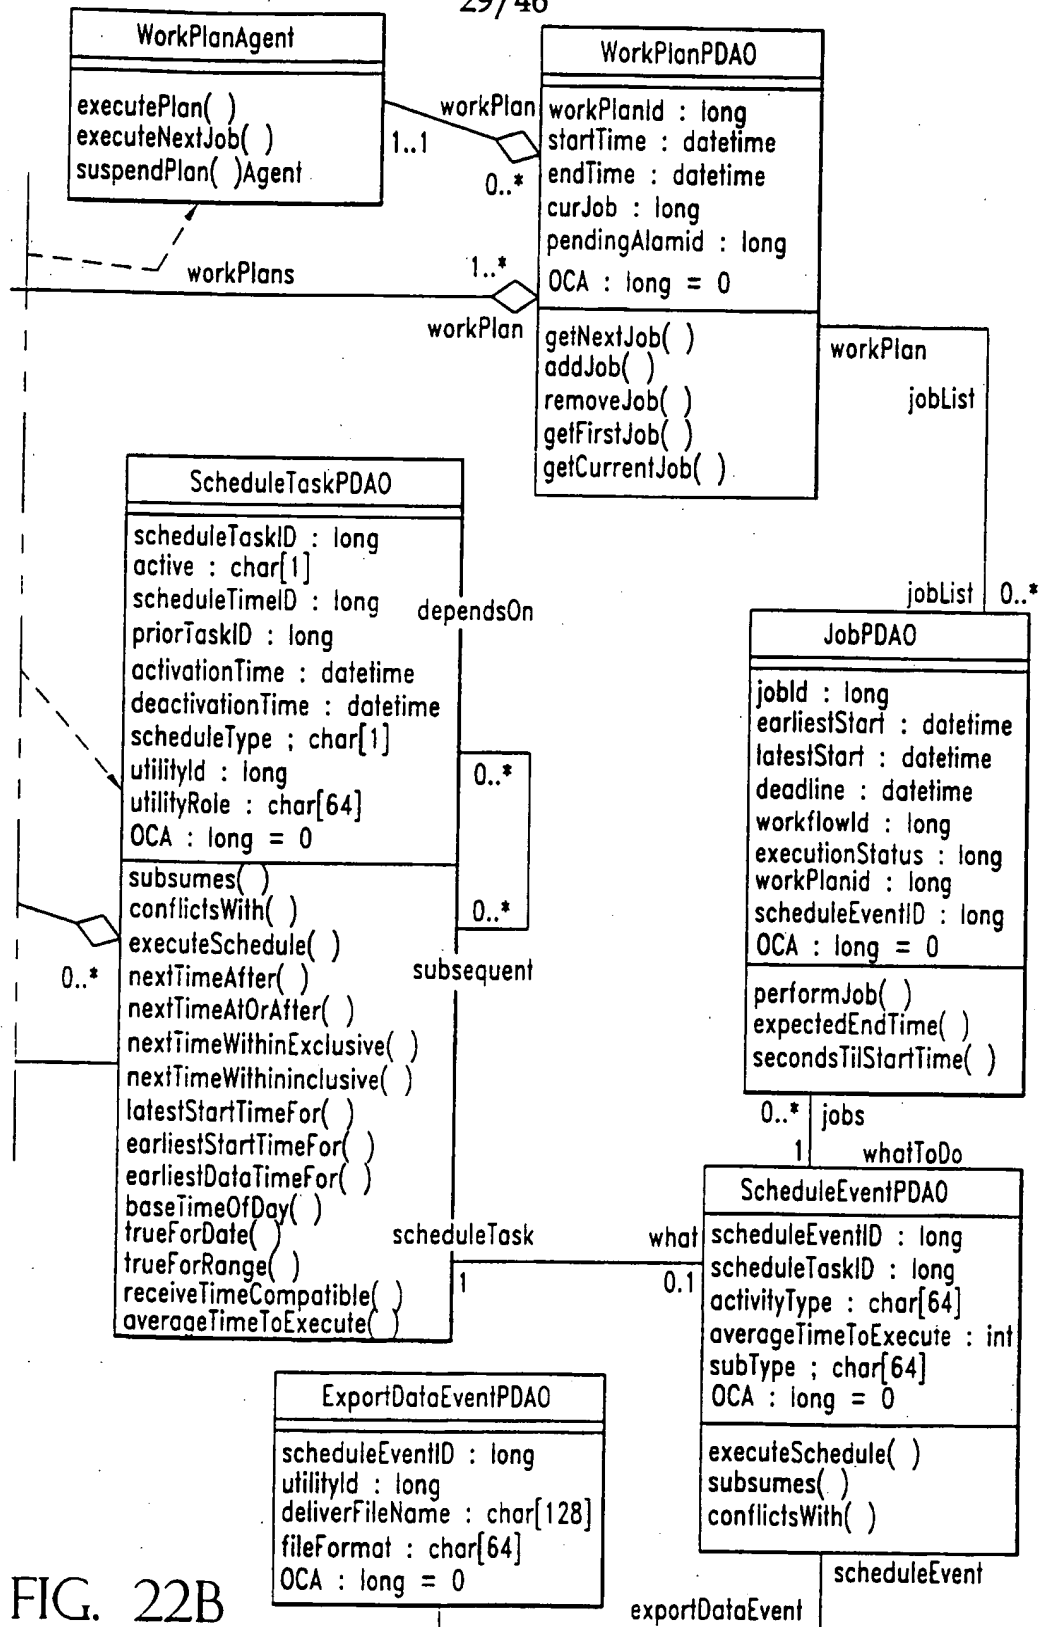 29/46
WorkPlanAgent
executePlan( )
executeNextJob( )
suspendPlan( )Agent
workPlan
1..1
0..*
WorkPlanPDAO
workPlanId : long
startTime : datetime
endTime : datetime
curJob : long
pendingAlamid : long
OCA : long = 0
getNextJob( )
addJob( )
removeJob( )
getFirstJob( )
getCurrentJob( )
workPlans
1..*
workPlan
workPlan
jobList
jobList 0..*
ScheduleTaskPDAO
scheduleTaskID : long
active : char[1]
scheduleTimeID : long
priorTaskID : long
activationTime : datetime
deactivationTime : datetime
scheduleType ; char[1]
utilityId : long
utilityRole : char[64]
OCA : long = 0
subsumes( )
conflictsWith( )
executeSchedule( )
nextTimeAfter( )
nextTimeAtOrAfter( )
nextTimeWithinExclusive( )
nextTimeWithininclusive( )
latestStartTimeFor( )
earliestStartTimeFor( )
earliestDataTimeFor( )
baseTimeOfDay( )
trueForDate( )
trueForRange( )
receiveTimeCompatible( )
averageTimeToExecute( )
dependsOn
0..*
0..*
subsequent
0..*
JobPDAO
jobId : long
earliestStart : datetime
latestStart : datetime
deadline : datetime
workflowId : long
executionStatus : long
workPlanid : long
scheduleEventID : long
OCA : long = 0
performJob( )
expectedEndTime( )
secondsTilStartTime( )
0..* jobs
1 whatToDo
scheduleTask
1
what
0.1
ScheduleEventPDAO
scheduleEventID : long
scheduleTaskID : long
activityType : char[64]
averageTimeToExecute : int
subType ; char[64]
OCA : long = 0
executeSchedule( )
subsumes( )
conflictsWith( )
ExportDataEventPDAO
scheduleEventID : long
utilityId : long
deliverFileName : char[128]
fileFormat : char[64]
OCA : long = 0
scheduleEvent
exportDataEvent
FIG. 22B